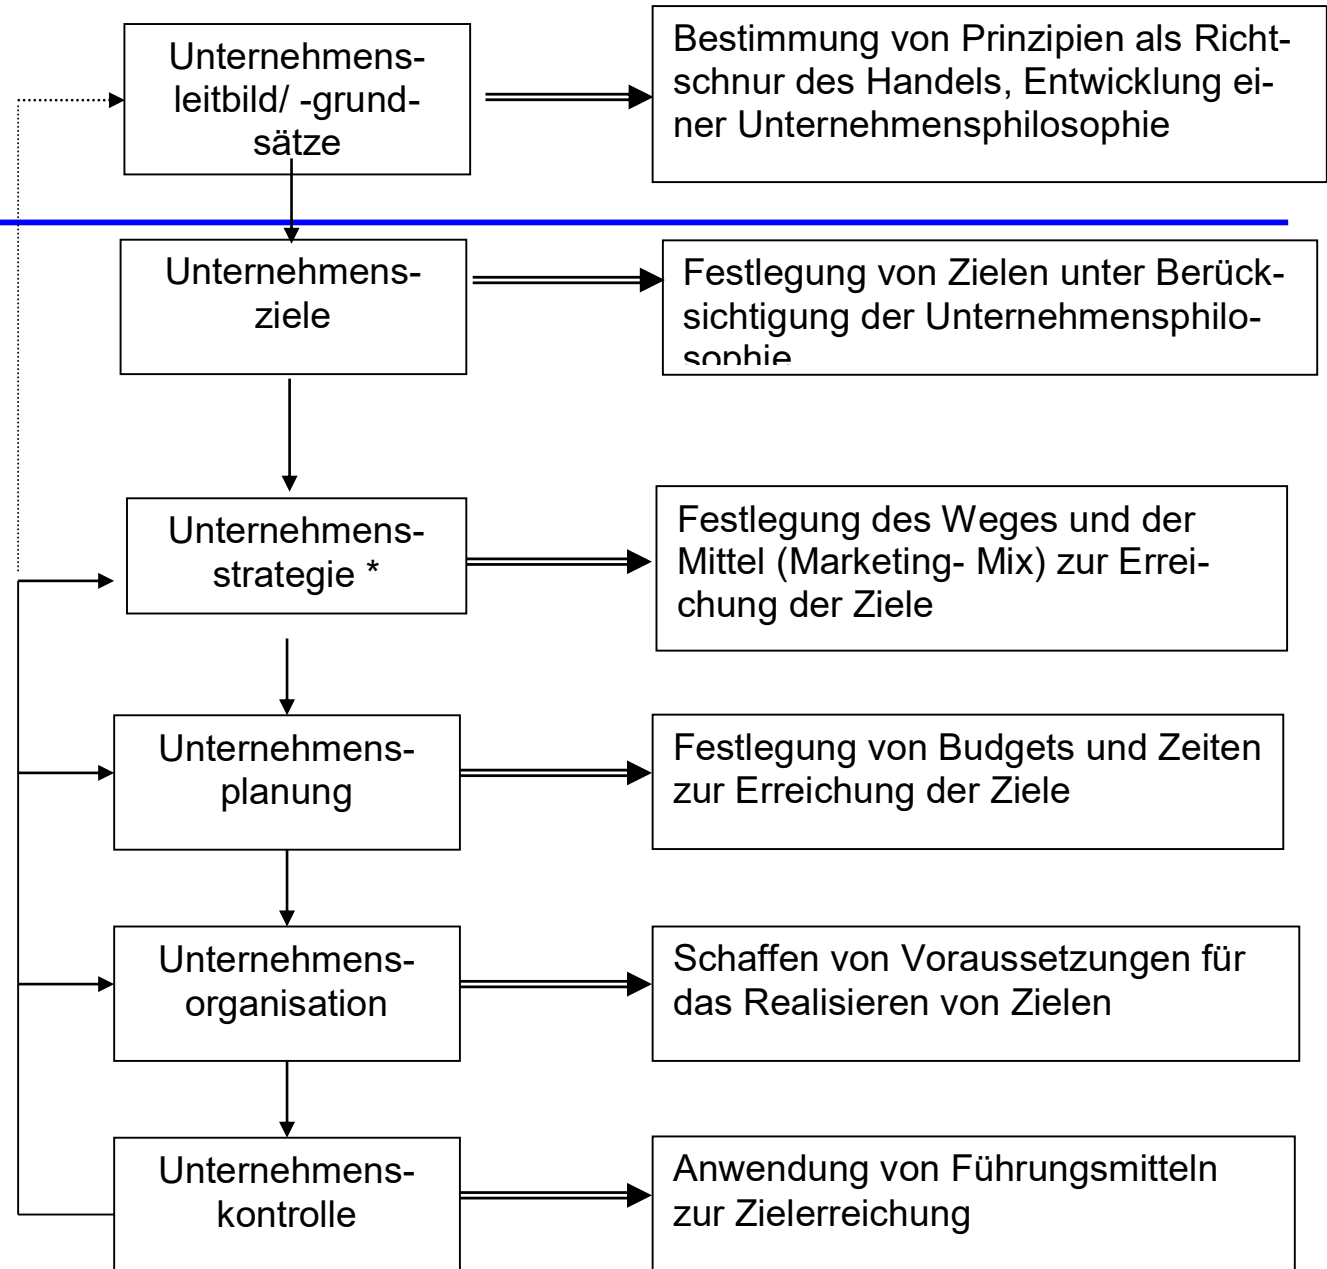 Unternehmens-
leitbild/ -grund-
sätze
Bestimmung von Prinzipien als Richt-
schnur des Handels, Entwicklung ei-
ner Unternehmensphilosophie
Unternehmens-
ziele
Festlegung von Zielen unter Berück-
sichtigung der Unternehmensphilo-
sophie
Unternehmens-
strategie *
Festlegung des Weges und der
Mittel (Marketing- Mix) zur Errei-
chung der Ziele
Unternehmens-
planung
Festlegung von Budgets und Zeiten
zur Erreichung der Ziele
Unternehmens-
organisation
Schaffen von Voraussetzungen für
das Realisieren von Zielen
Unternehmens-
kontrolle
Anwendung von Führungsmitteln
zur Zielerreichung